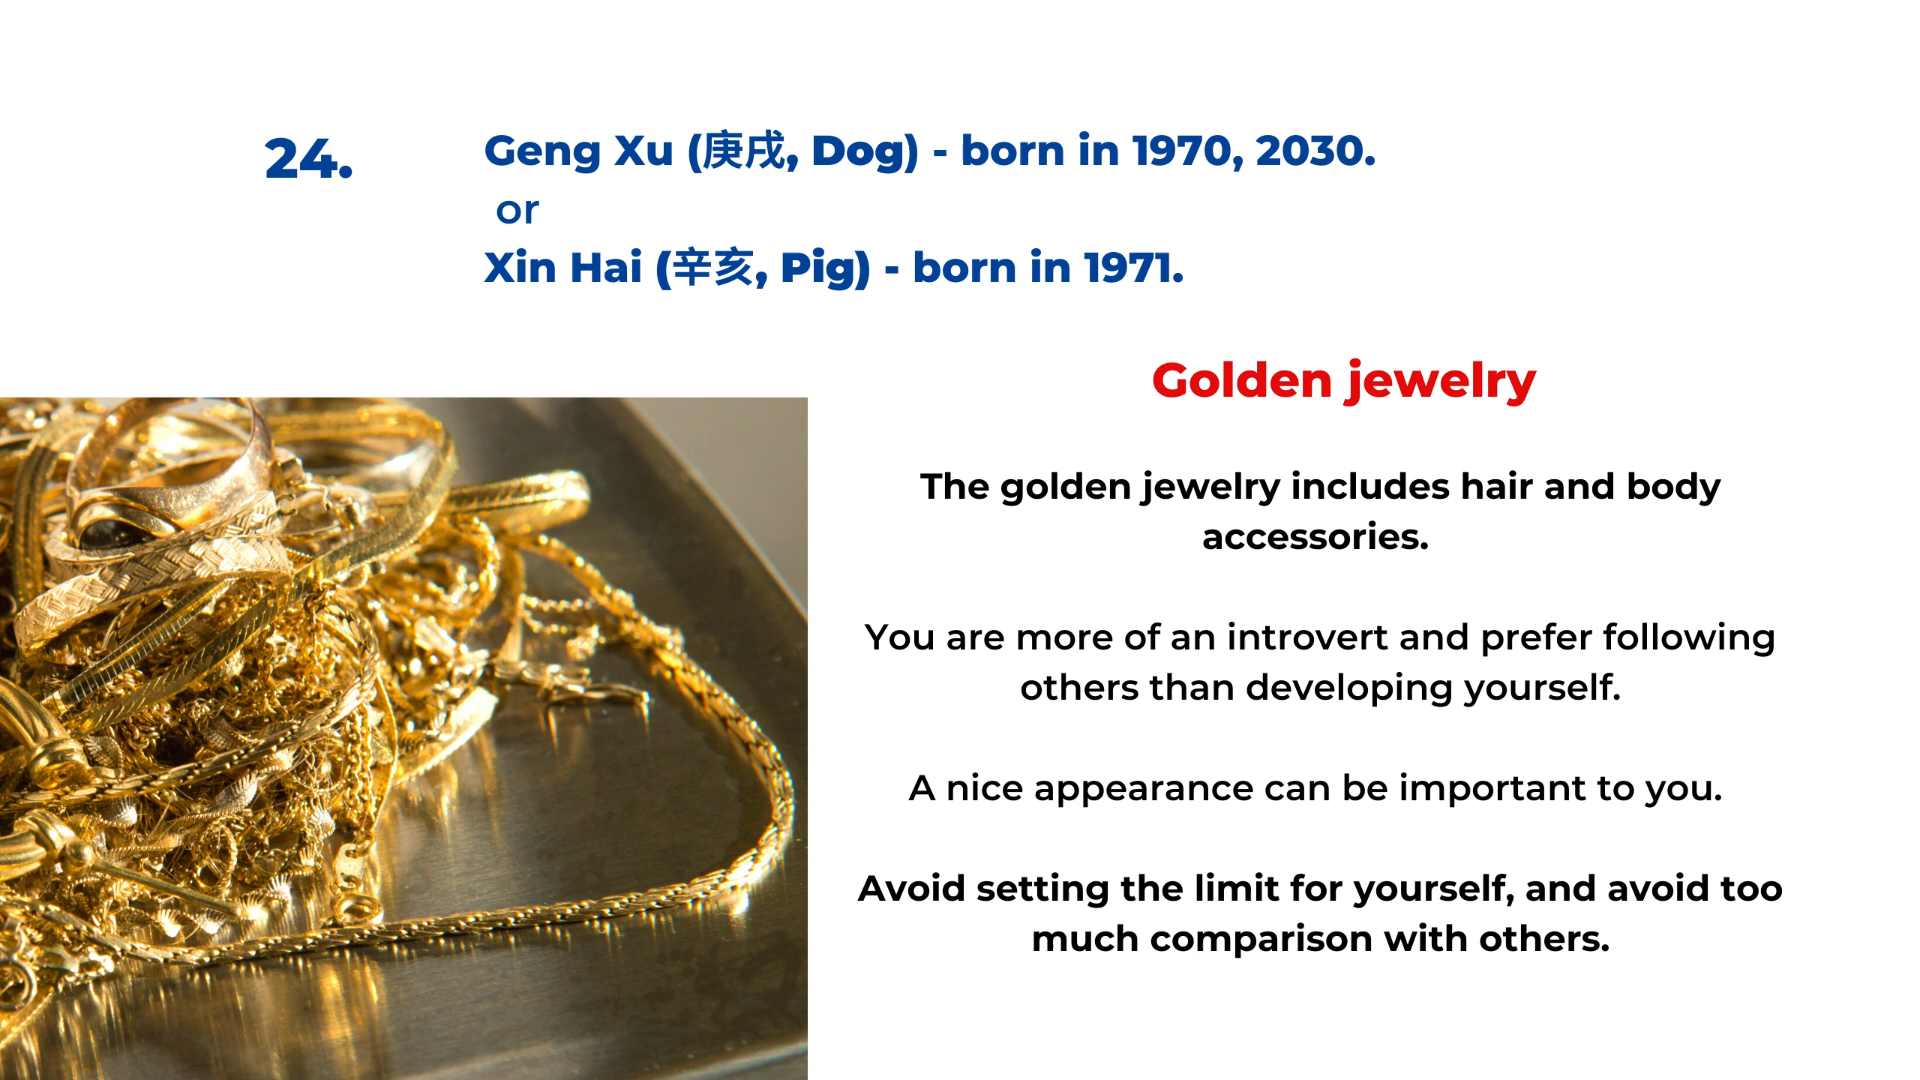 24.
Geng Xu (庚戌, Dog) - born in 1970, 2030.
or
Xin Hai (辛亥, Pig) - born in 1971.
Golden jewelry
The golden jewelry includes hair and body
accessories.
You are more of an introvert and prefer following
others than developing yourself.
A nice appearance can be important to you.
Avoid setting the limit for yourself, and avoid too
much comparison with others.